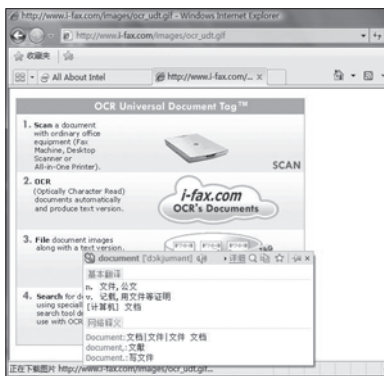 http://www.i-fax.com/images/ocr_udt.gif - Windows Internet Explorer
http://www.i-fax.com/images/ocr_udt.gif
收藏夹
All About Intel
http://www.i-fax.com/...
OCR Universal Document Tag™
1. Scan a document
with ordinary office
equipment (Fax
Machine, Desktop
Scanner or
All-in-One Printer).
SCAN
2. OCR
(Optically Character Read)
documents automatically
and produce text version.
i-fax.com
OCR's Documents
3. File document images
along with a text version.
4. Search for d
using speciall
search tool d
use with OCR
document ['dɔkjumənt]
详细
基本翻译
n. 文件,公文
v. 记载,用文件等证明
[计算机] 文档
网络释义
Document:文档|文件|文件 文档
document,:文献
Document.:写文件
正在下载图片 http://www.i-fax.com/images/ocr_udt.gif...